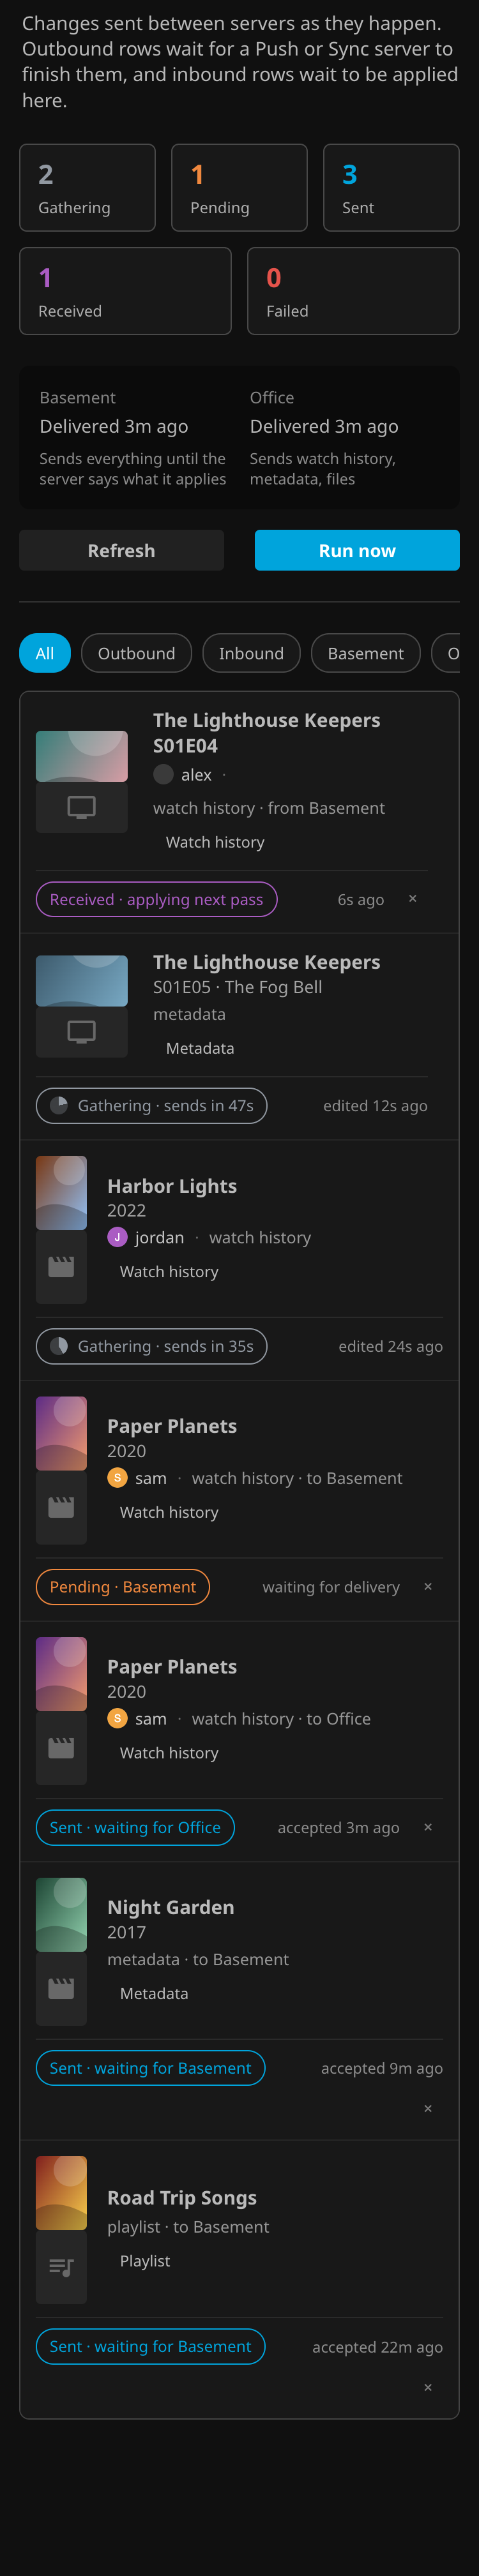 Changes sent between servers as they happen.
Outbound rows wait for a Push or Sync server to
finish them, and inbound rows wait to be applied
here.
2
Gathering
1
Pending
3
Sent
1
Received
0
Failed
Basement
Delivered 3m ago
Sends everything until the
server says what it applies
Office
Delivered 3m ago
Sends watch history,
metadata, files
Refresh
Run now
All
Outbound
Inbound
Basement
The Lighthouse Keepers
S01E04
alex ·
watch history · from Basement
Watch history
Received · applying next pass
6s ago ×
The Lighthouse Keepers
S01E05 · The Fog Bell
metadata
Metadata
Gathering · sends in 47s
edited 12s ago
Harbor Lights
2022
J jordan · watch history
Watch history
Gathering · sends in 35s
edited 24s ago
Paper Planets
2020
S sam · watch history · to Basement
Watch history
Pending · Basement
waiting for delivery ×
Paper Planets
2020
S sam · watch history · to Office
Watch history
Sent · waiting for Office
accepted 3m ago ×
Night Garden
2017
metadata · to Basement
Metadata
Sent · waiting for Basement
accepted 9m ago
×
Road Trip Songs
playlist · to Basement
Playlist
Sent · waiting for Basement
accepted 22m ago
×